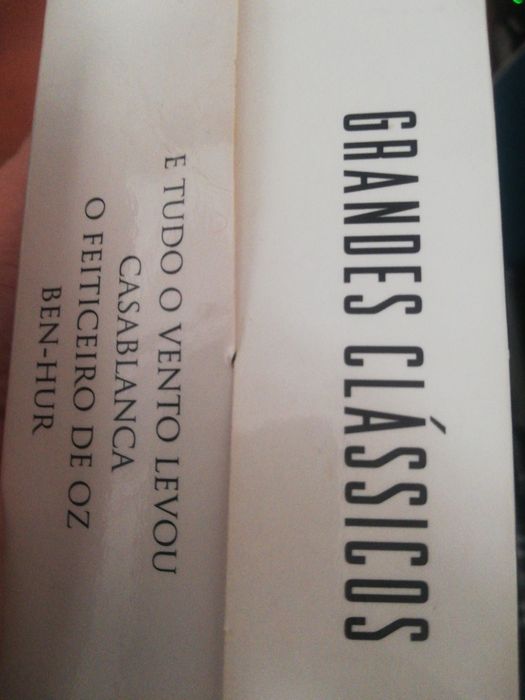 GRANDES CLÁSSICOS
E TUDO O VENTO LEVOU
CASABLANCA
O FEITICEIRO DE OZ
BEN-HUR